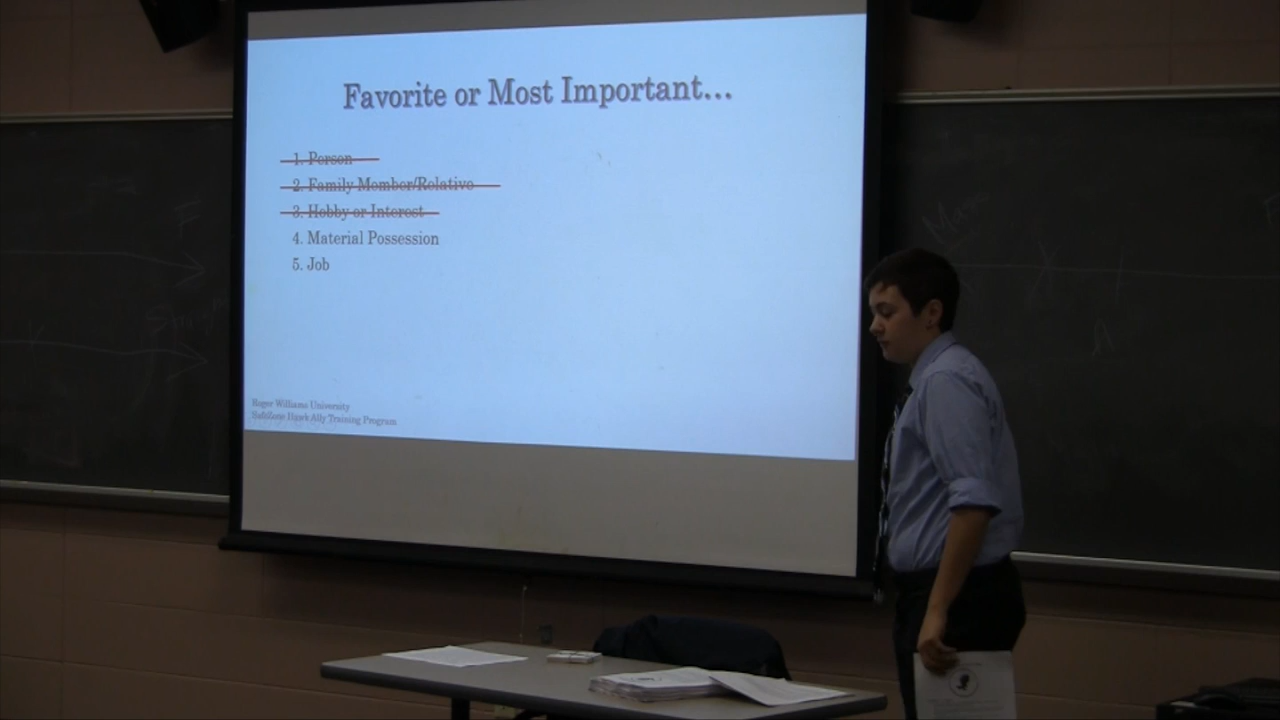 Favorite or Most Important...
1. Person
2. Family Member/Relative
3. Hobby or Interest
4. Material Possession
5. Job
Roger Williams University
SafeZone Hawk Ally Training Program
F
A